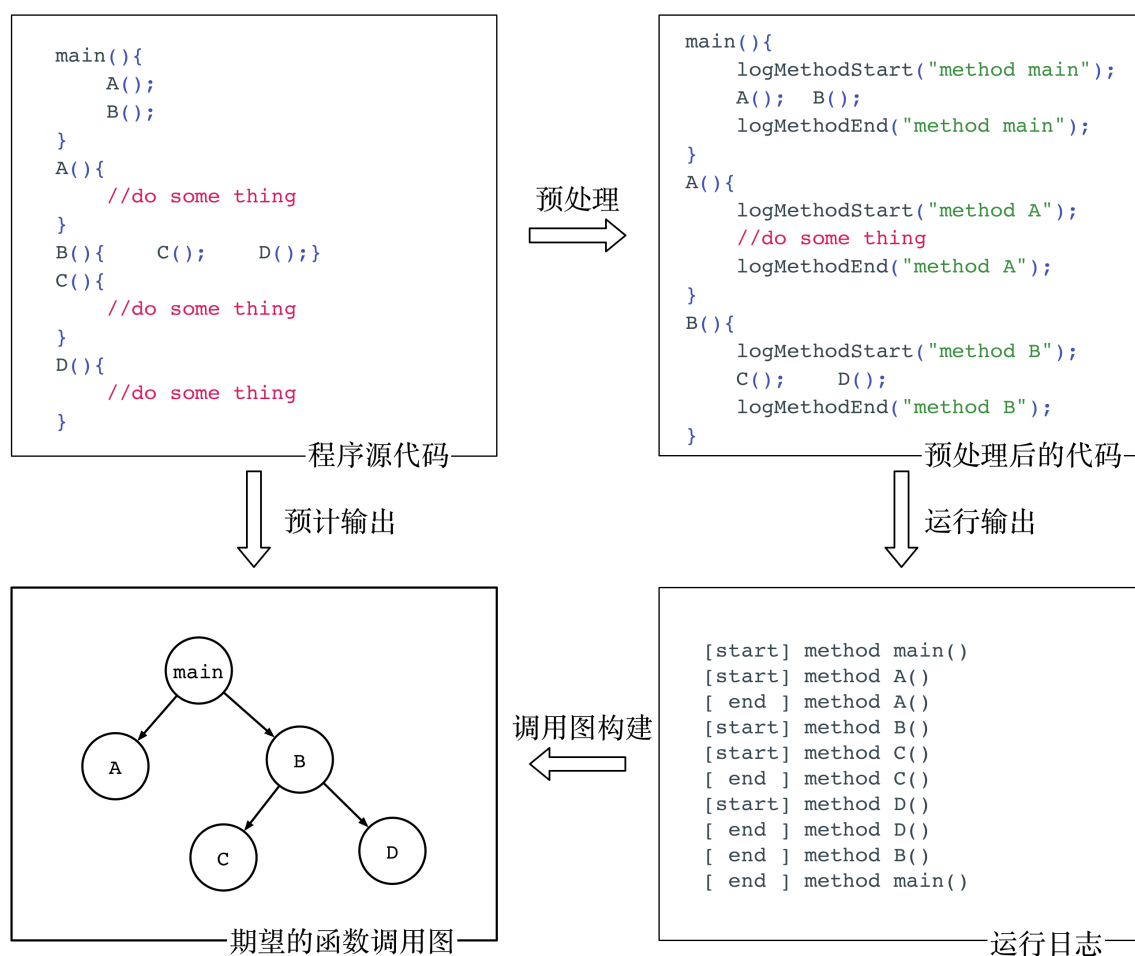 main(){
    A();
    B();
}
A(){
    //do some thing
}
B(){    C();    D();}
C(){
    //do some thing
}
D(){
    //do some thing
}
程序源代码
预处理
main(){
    logMethodStart("method main");
    A();  B();
    logMethodEnd("method main");
}
A(){
    logMethodStart("method A");
    //do some thing
    logMethodEnd("method A");
}
B(){
    logMethodStart("method B");
    C();    D();
    logMethodEnd("method B");
}
预处理后的代码
预计输出
运行输出
main
A
B
C
D
期望的函数调用图
调用图构建
[start] method main()
[start] method A()
[ end ] method A()
[start] method B()
[start] method C()
[ end ] method C()
[start] method D()
[ end ] method D()
[ end ] method B()
[ end ] method main()
运行日志